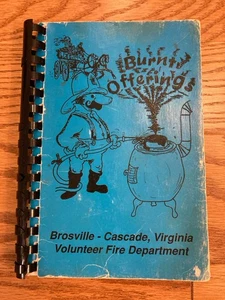 Burnt
Offerings
Brosville - Cascade, Virginia
Volunteer Fire Department